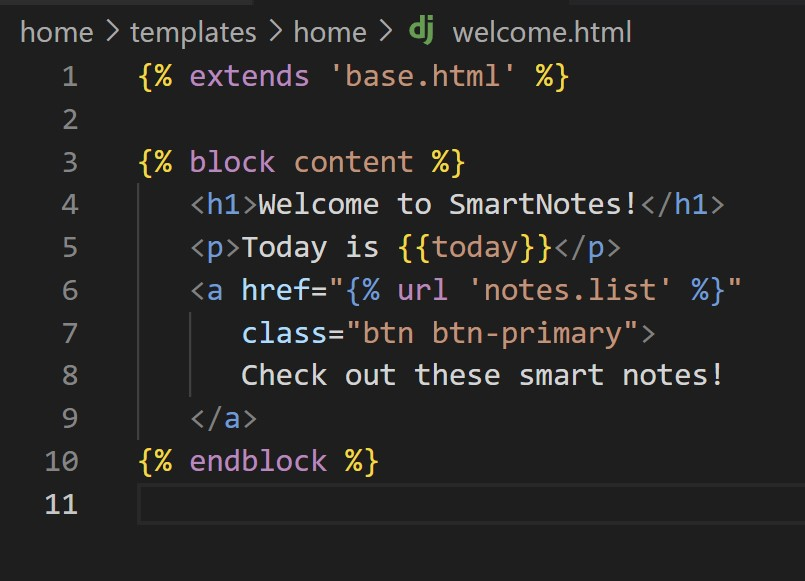 home > templates > home > dj welcome.html
1 {% extends 'base.html' %}
2
3 {% block content %}
4 <h1>Welcome to SmartNotes!</h1>
5 <p>Today is {{today}}</p>
6 <a href="{% url 'notes.list' %}"
7 class="btn btn-primary">
8 Check out these smart notes!
9 </a>
10 {% endblock %}
11